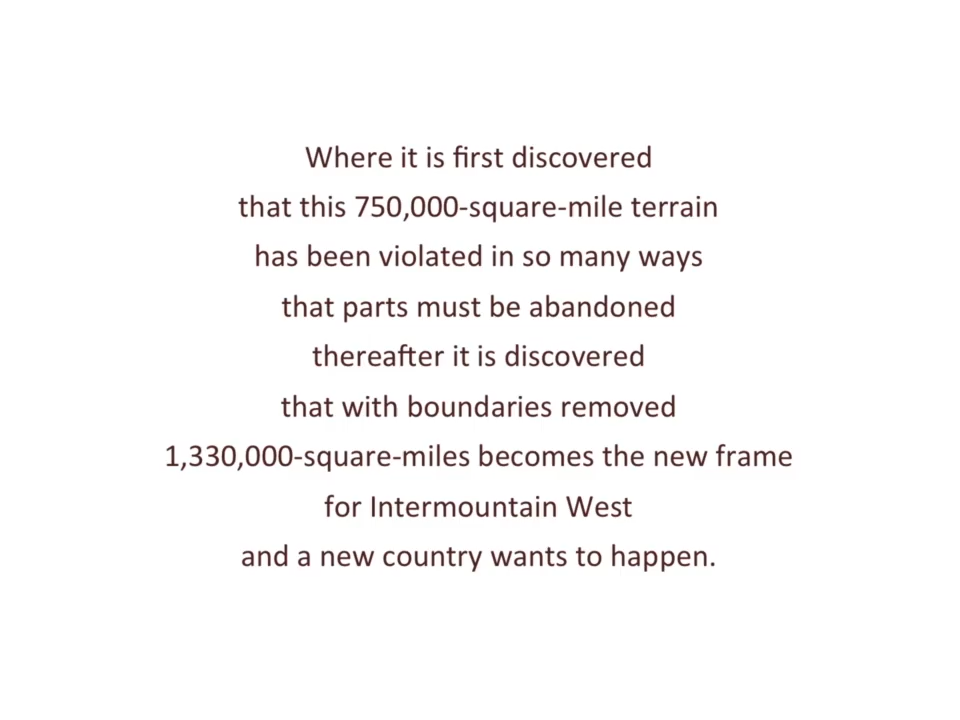 Where it is first discovered
that this 750,000-square-mile terrain
has been violated in so many ways
that parts must be abandoned
thereafter it is discovered
that with boundaries removed
1,330,000-square-miles becomes the new frame
for Intermountain West
and a new country wants to happen.